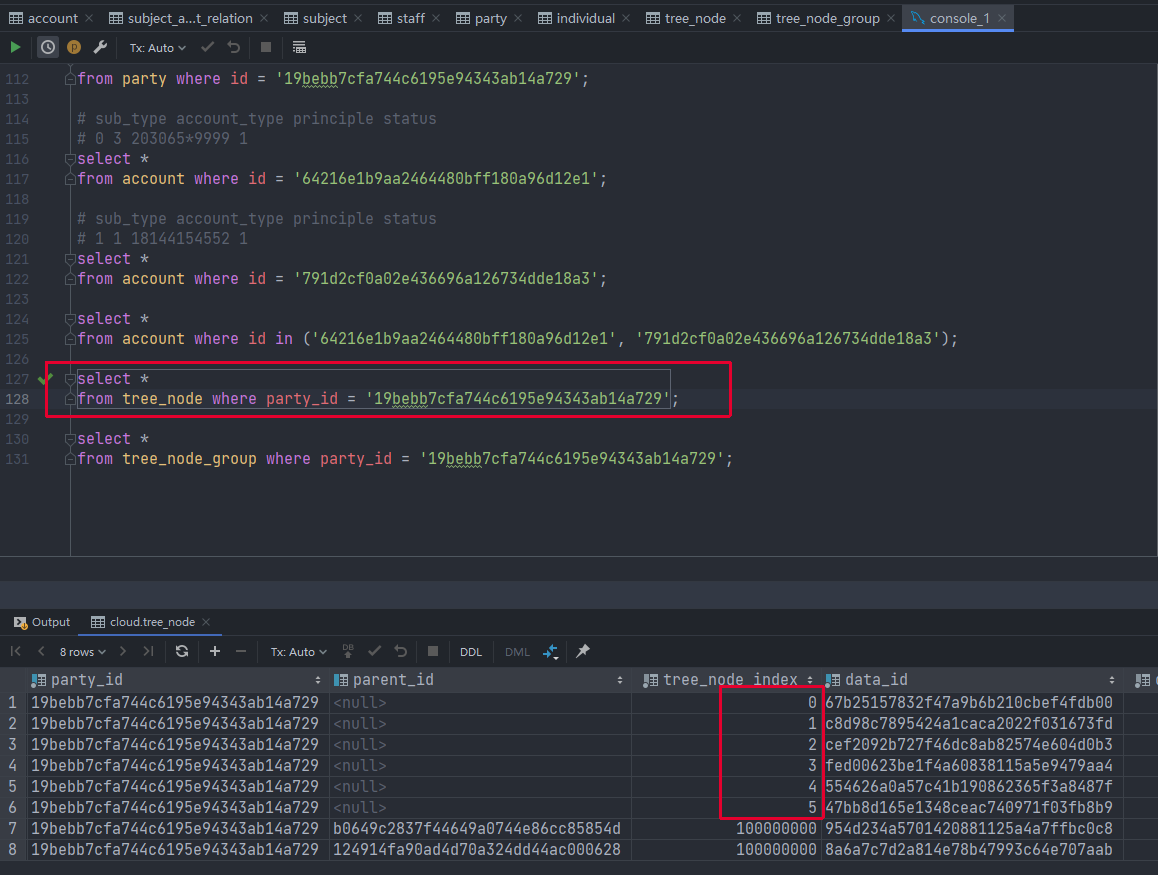 account subject_a...t_relation subject staff party individual tree_node tree_node_group console_1
Tx: Auto
112 from party where id = '19bebb7cfa744c6195e94343ab14a729';
113
114 # sub_type account_type principle status
115 # 0 3 203065*9999 1
116 select *
117 from account where id = '64216e1b9aa2464480bff180a96d12e1';
118
119 # sub_type account_type principle status
120 # 1 1 18144154552 1
121 select *
122 from account where id = '791d2cf0a02e436696a126734dde18a3';
123
124 select *
125 from account where id in ('64216e1b9aa2464480bff180a96d12e1', '791d2cf0a02e436696a126734dde18a3');
126
127 select *
128 from tree_node where party_id = '19bebb7cfa744c6195e94343ab14a729';
129
130 select *
131 from tree_node_group where party_id = '19bebb7cfa744c6195e94343ab14a729';
Output cloud.tree_node
8 rows Tx: Auto DB DDL DML
party_id parent_id tree_node_index data_id
1 19bebb7cfa744c6195e94343ab14a729 <null> 0 67b25157832f47a9b6b210cbef4fdb00
2 19bebb7cfa744c6195e94343ab14a729 <null> 1 c8d98c7895424a1caca2022f031673fd
3 19bebb7cfa744c6195e94343ab14a729 <null> 2 cef2092b727f46dc8ab82574e604d0b3
4 19bebb7cfa744c6195e94343ab14a729 <null> 3 fed00623be1f4a60838115a5e9479aa4
5 19bebb7cfa744c6195e94343ab14a729 <null> 4 554626a0a57c41b190862365f3a8487f
6 19bebb7cfa744c6195e94343ab14a729 <null> 5 47bb8d165e1348ceac740971f03fb8b9
7 19bebb7cfa744c6195e94343ab14a729 b0649c2837f44649a0744e86cc85854d 100000000 954d234a5701420881125a4a7ffbc0c8
8 19bebb7cfa744c6195e94343ab14a729 124914fa90ad4d70a324dd44ac000628 100000000 8a6a7c7d2a814e78b47993c64e707aab